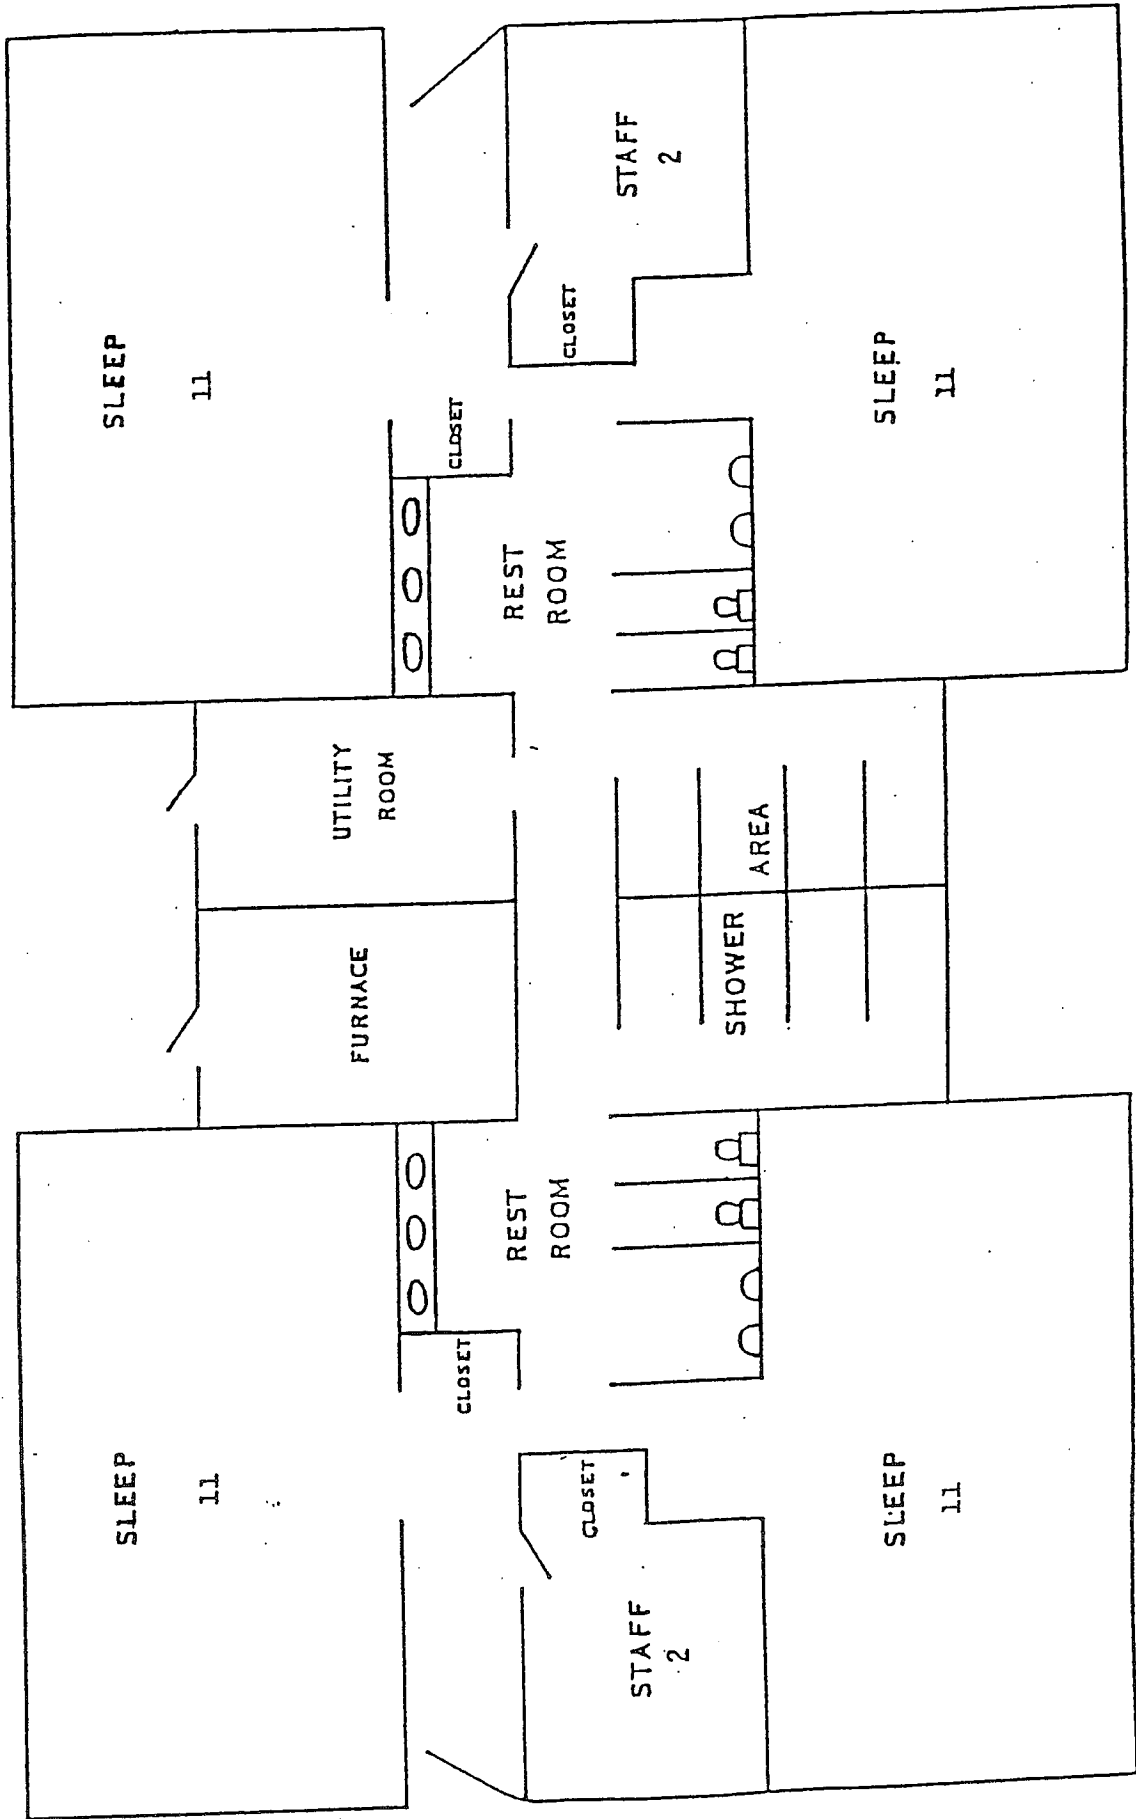 SLEEP
11
SLEEP
11
FURNACE
UTILITY
ROOM
CLOSET
CLOSET
REST
ROOM
REST
ROOM
STAFF
2
CLOSET
SHOWER AREA
CLOSET
STAFF
2
SLEEP
11
SLEEP
11